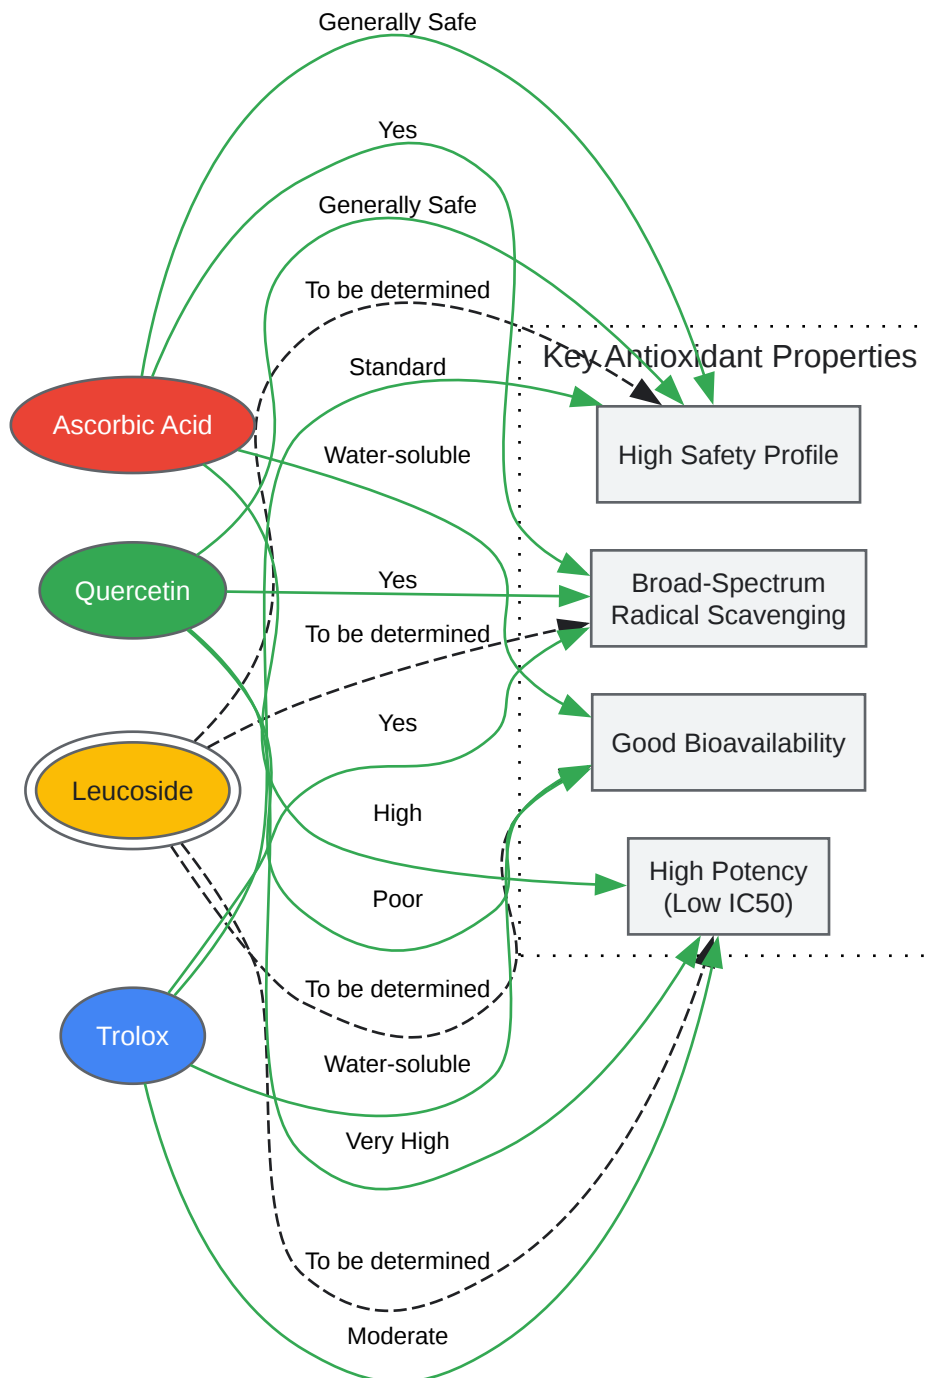 Generally Safe
Yes
Generally Safe
To be determined
Key Antioxidant Properties
Standard
Ascorbic Acid
Water-soluble
High Safety Profile
Quercetin
Yes
Broad-Spectrum
Radical Scavenging
To be determined
Yes
Good Bioavailability
Leucoside
High
High Potency
(Low IC50)
Poor
To be determined
Trolox
Water-soluble
Very High
To be determined
Moderate